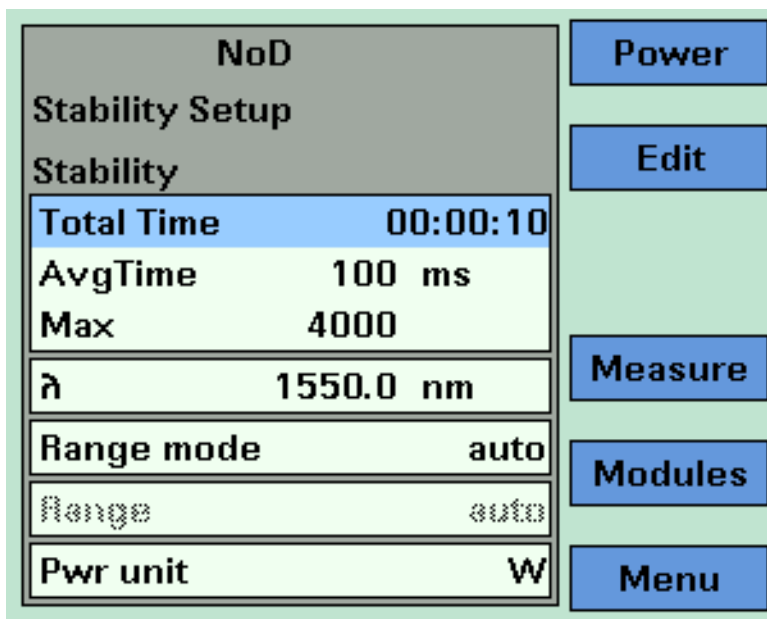 NoD
Stability Setup
Stability
Total Time 00:00:10
AvgTime 100 ms
Max 4000
λ 1550.0 nm
Range mode auto
Range auto
Pwr unit W
Power
Edit
Measure
Modules
Menu